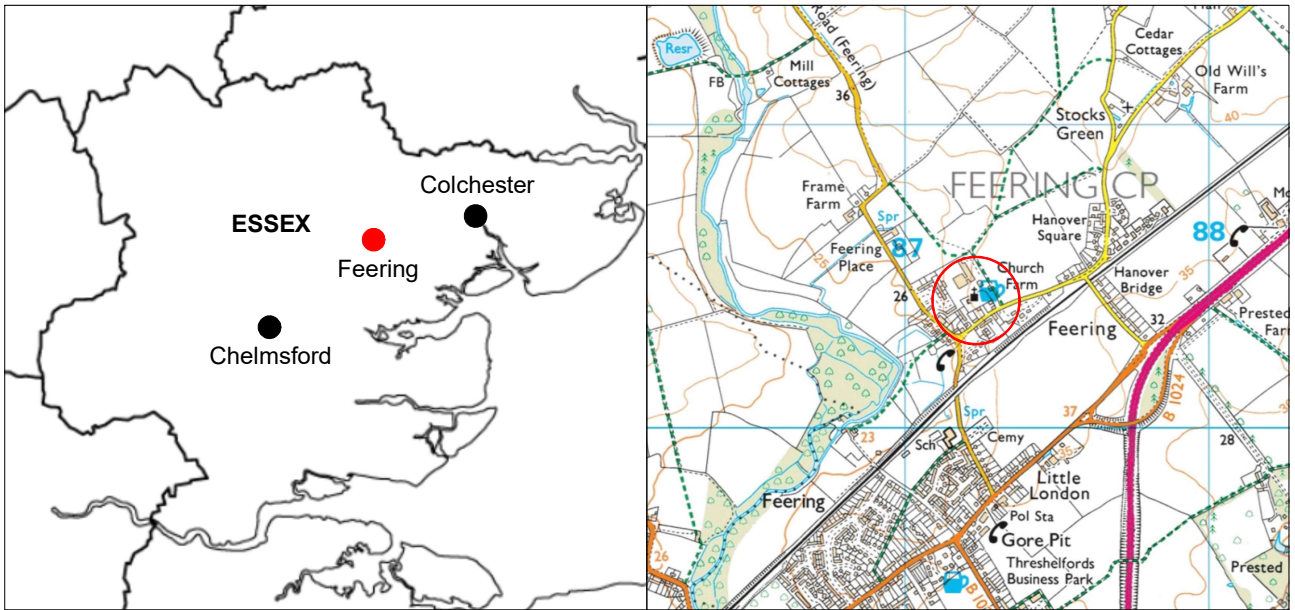 Colchester
ESSEX
Feering
Chelmsford
Resr
FB
Mill
Cottages
Road (Feering)
36
Cedar
Cottages
Old Will's
Farm
Stocks
Green
40
FEERING CP
Frame
Farm
Spr
87
Feering
Place
25
26
Hanover
Square
88
Church
Farm
Hanover
Bridge
35
Feering
32
Prested
B 1024
37
Spr
23
Sch
Cemy
35
28
Little
London
Feering
Pol Sta
Gore Pit
Threshelfords
Business Park
Prested
26